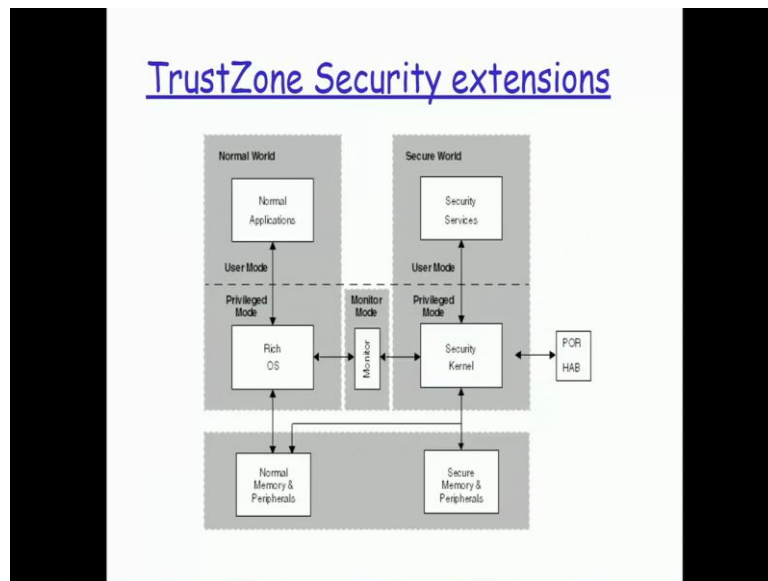 TrustZone Security extensions
Normal World
Secure World
Normal
Applications
Security
Services
User Mode
User Mode
Privileged
Mode
Monitor
Mode
Privileged
Mode
Rich
OS
Monitor
Security
Kernel
POR
HAB
Normal
Memory &
Peripherals
Secure
Memory &
Peripherals